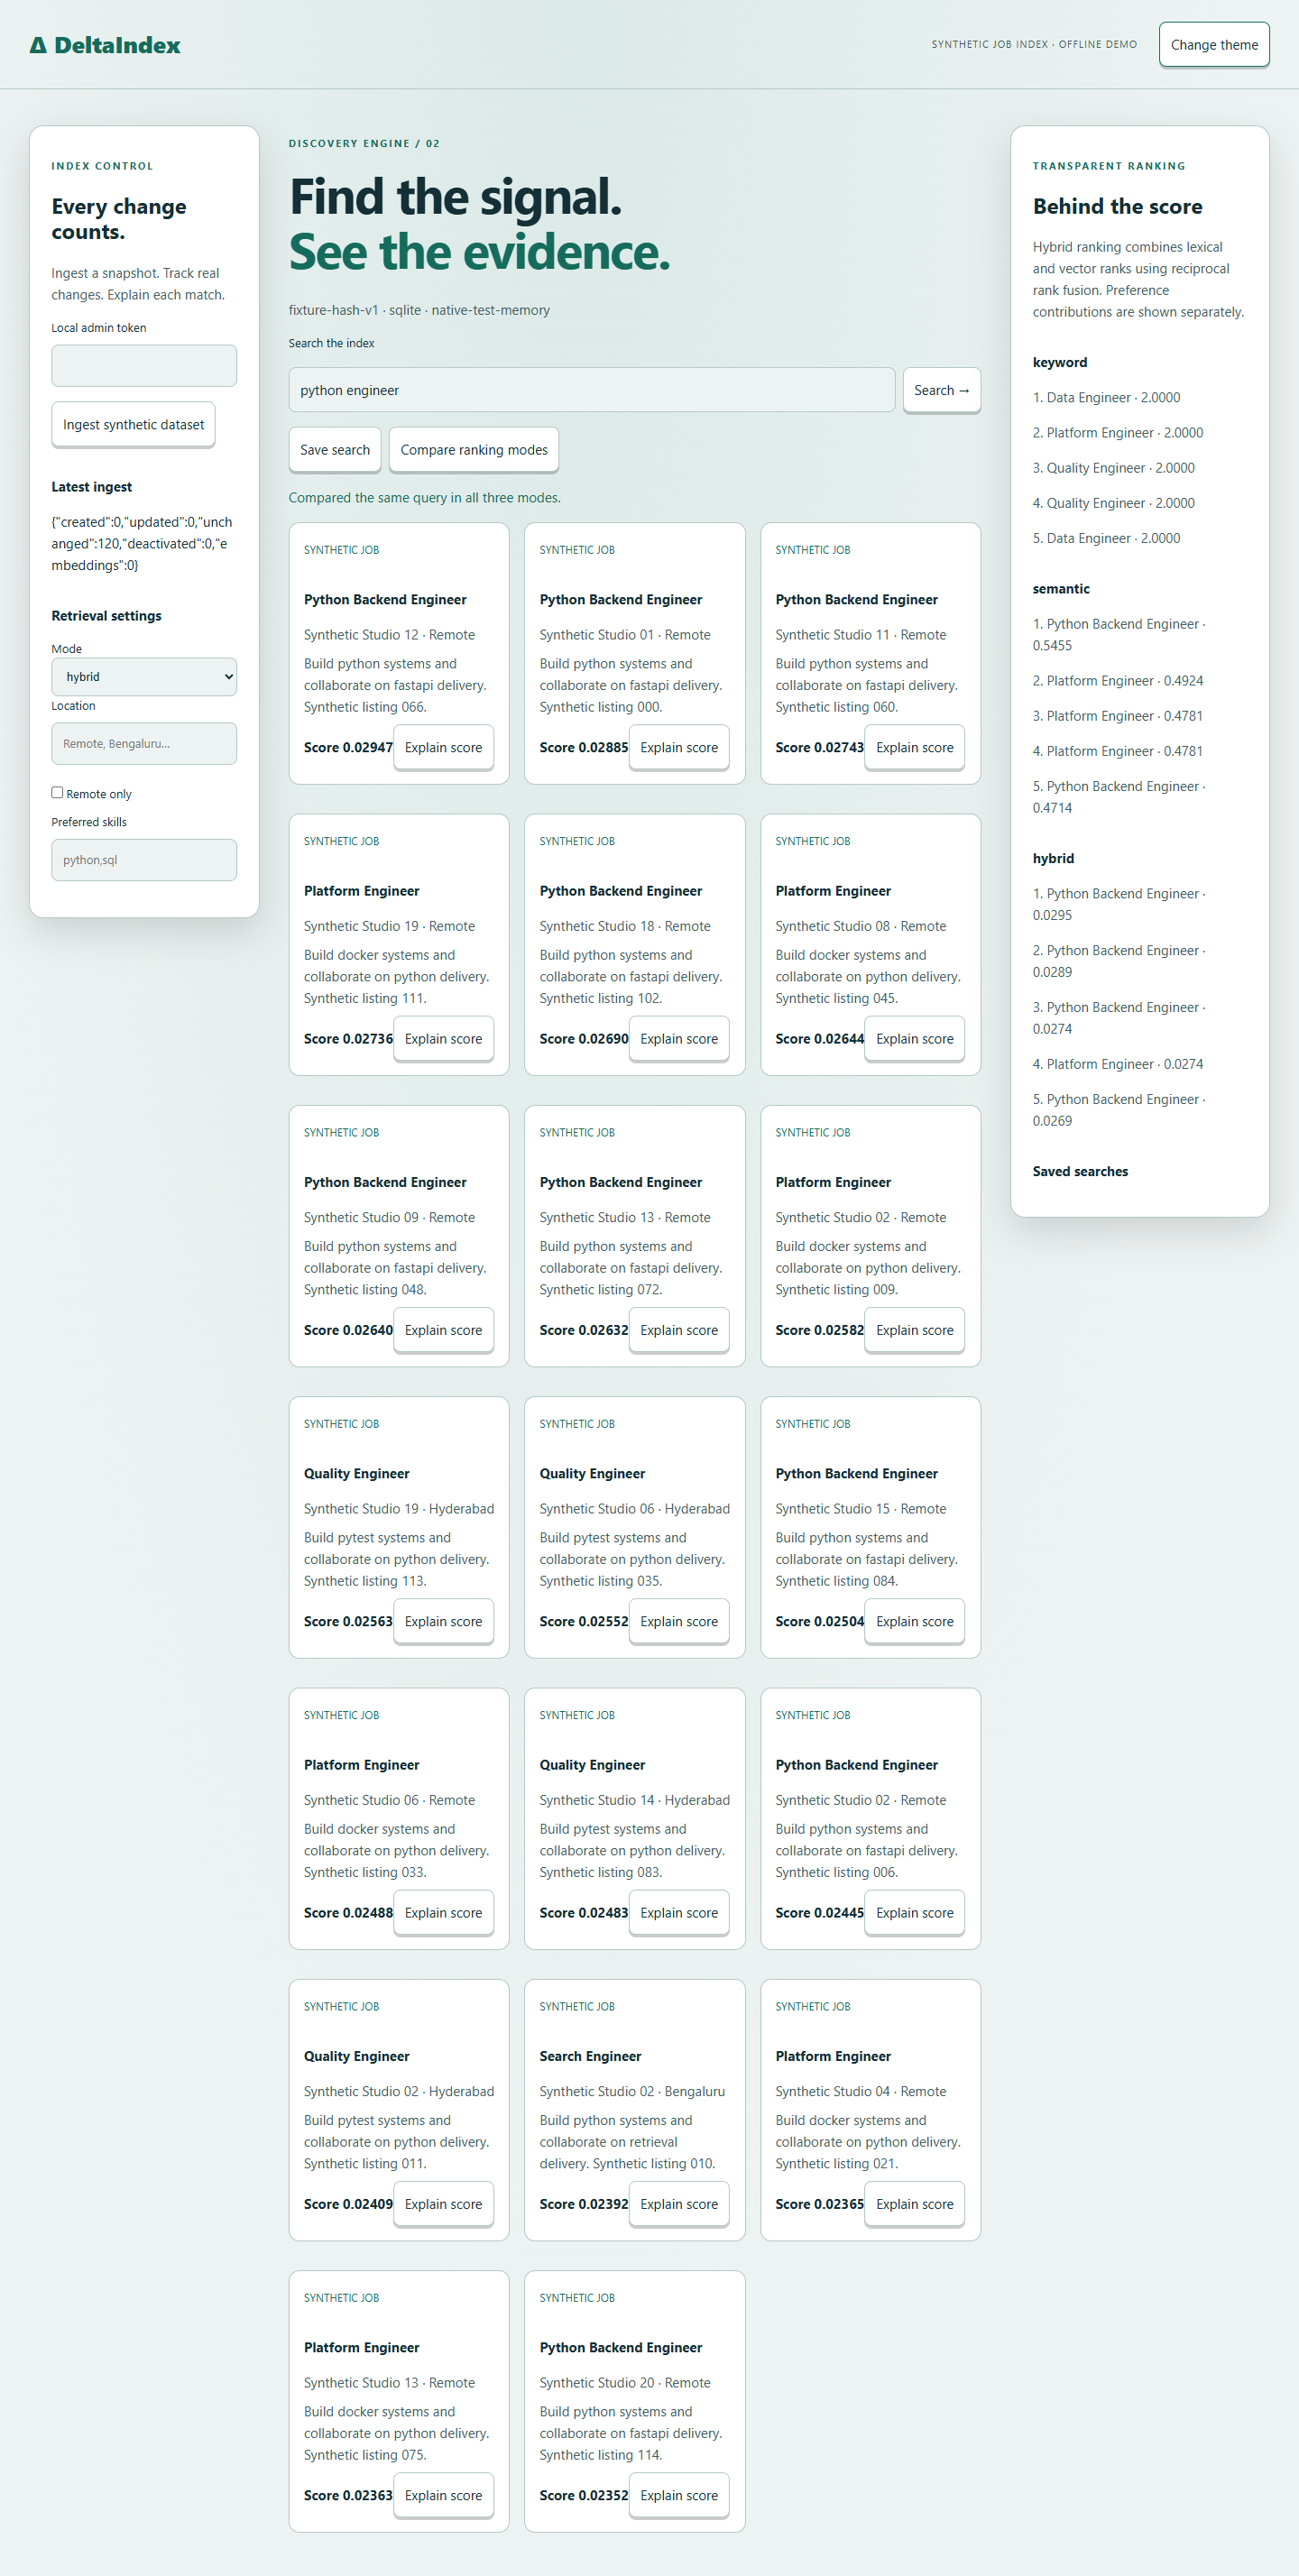 Δ DeltaIndex
SYNTHETIC JOB INDEX · OFFLINE DEMO
Change theme
INDEX CONTROL
Every change
counts.
Ingest a snapshot. Track real
changes. Explain each match.
Local admin token
Ingest synthetic dataset
Latest ingest
{"created":0,"updated":0,"unch
anged":120,"deactivated":0,"e
mbeddings":0}
Retrieval settings
Mode
hybrid
Location
Remote, Bengaluru...
Remote only
Preferred skills
python,sql
DISCOVERY ENGINE / 02
Find the signal.
See the evidence.
fixture-hash-v1 · sqlite · native-test-memory
Search the index
python engineer
Search →
Save search
Compare ranking modes
Compared the same query in all three modes.
SYNTHETIC JOB
Python Backend Engineer
Synthetic Studio 12 · Remote
Build python systems and
collaborate on fastapi delivery.
Synthetic listing 066.
Score 0.02947
Explain score
SYNTHETIC JOB
Python Backend Engineer
Synthetic Studio 01 · Remote
Build python systems and
collaborate on fastapi delivery.
Synthetic listing 000.
Score 0.02885
Explain score
SYNTHETIC JOB
Python Backend Engineer
Synthetic Studio 11 · Remote
Build python systems and
collaborate on fastapi delivery.
Synthetic listing 060.
Score 0.02743
Explain score
SYNTHETIC JOB
Platform Engineer
Synthetic Studio 19 · Remote
Build docker systems and
collaborate on python delivery.
Synthetic listing 111.
Score 0.02736
Explain score
SYNTHETIC JOB
Python Backend Engineer
Synthetic Studio 18 · Remote
Build python systems and
collaborate on fastapi delivery.
Synthetic listing 102.
Score 0.02690
Explain score
SYNTHETIC JOB
Platform Engineer
Synthetic Studio 08 · Remote
Build docker systems and
collaborate on python delivery.
Synthetic listing 045.
Score 0.02644
Explain score
SYNTHETIC JOB
Python Backend Engineer
Synthetic Studio 09 · Remote
Build python systems and
collaborate on fastapi delivery.
Synthetic listing 048.
Score 0.02640
Explain score
SYNTHETIC JOB
Python Backend Engineer
Synthetic Studio 13 · Remote
Build python systems and
collaborate on fastapi delivery.
Synthetic listing 072.
Score 0.02632
Explain score
SYNTHETIC JOB
Platform Engineer
Synthetic Studio 02 · Remote
Build docker systems and
collaborate on python delivery.
Synthetic listing 009.
Score 0.02582
Explain score
SYNTHETIC JOB
Quality Engineer
Synthetic Studio 19 · Hyderabad
Build pytest systems and
collaborate on python delivery.
Synthetic listing 113.
Score 0.02563
Explain score
SYNTHETIC JOB
Quality Engineer
Synthetic Studio 06 · Hyderabad
Build pytest systems and
collaborate on python delivery.
Synthetic listing 035.
Score 0.02552
Explain score
SYNTHETIC JOB
Python Backend Engineer
Synthetic Studio 15 · Remote
Build python systems and
collaborate on fastapi delivery.
Synthetic listing 084.
Score 0.02504
Explain score
SYNTHETIC JOB
Platform Engineer
Synthetic Studio 06 · Remote
Build docker systems and
collaborate on python delivery.
Synthetic listing 033.
Score 0.02488
Explain score
SYNTHETIC JOB
Quality Engineer
Synthetic Studio 14 · Hyderabad
Build pytest systems and
collaborate on python delivery.
Synthetic listing 083.
Score 0.02483
Explain score
SYNTHETIC JOB
Python Backend Engineer
Synthetic Studio 02 · Remote
Build python systems and
collaborate on fastapi delivery.
Synthetic listing 006.
Score 0.02445
Explain score
SYNTHETIC JOB
Quality Engineer
Synthetic Studio 02 · Hyderabad
Build pytest systems and
collaborate on python delivery.
Synthetic listing 011.
Score 0.02409
Explain score
SYNTHETIC JOB
Search Engineer
Synthetic Studio 02 · Bengaluru
Build python systems and
collaborate on retrieval
delivery. Synthetic listing 010.
Score 0.02392
Explain score
SYNTHETIC JOB
Platform Engineer
Synthetic Studio 04 · Remote
Build docker systems and
collaborate on python delivery.
Synthetic listing 021.
Score 0.02365
Explain score
SYNTHETIC JOB
Platform Engineer
Synthetic Studio 13 · Remote
Build docker systems and
collaborate on python delivery.
Synthetic listing 075.
Score 0.02363
Explain score
SYNTHETIC JOB
Python Backend Engineer
Synthetic Studio 20 · Remote
Build python systems and
collaborate on fastapi delivery.
Synthetic listing 114.
Score 0.02352
Explain score
TRANSPARENT RANKING
Behind the score
Hybrid ranking combines lexical
and vector ranks using reciprocal
rank fusion. Preference
contributions are shown separately.
keyword
1. Data Engineer · 2.0000
2. Platform Engineer · 2.0000
3. Quality Engineer · 2.0000
4. Quality Engineer · 2.0000
5. Data Engineer · 2.0000
semantic
1. Python Backend Engineer ·
0.5455
2. Platform Engineer · 0.4924
3. Platform Engineer · 0.4781
4. Platform Engineer · 0.4781
5. Python Backend Engineer ·
0.4714
hybrid
1. Python Backend Engineer ·
0.0295
2. Python Backend Engineer ·
0.0289
3. Python Backend Engineer ·
0.0274
4. Platform Engineer · 0.0274
5. Python Backend Engineer ·
0.0269
Saved searches